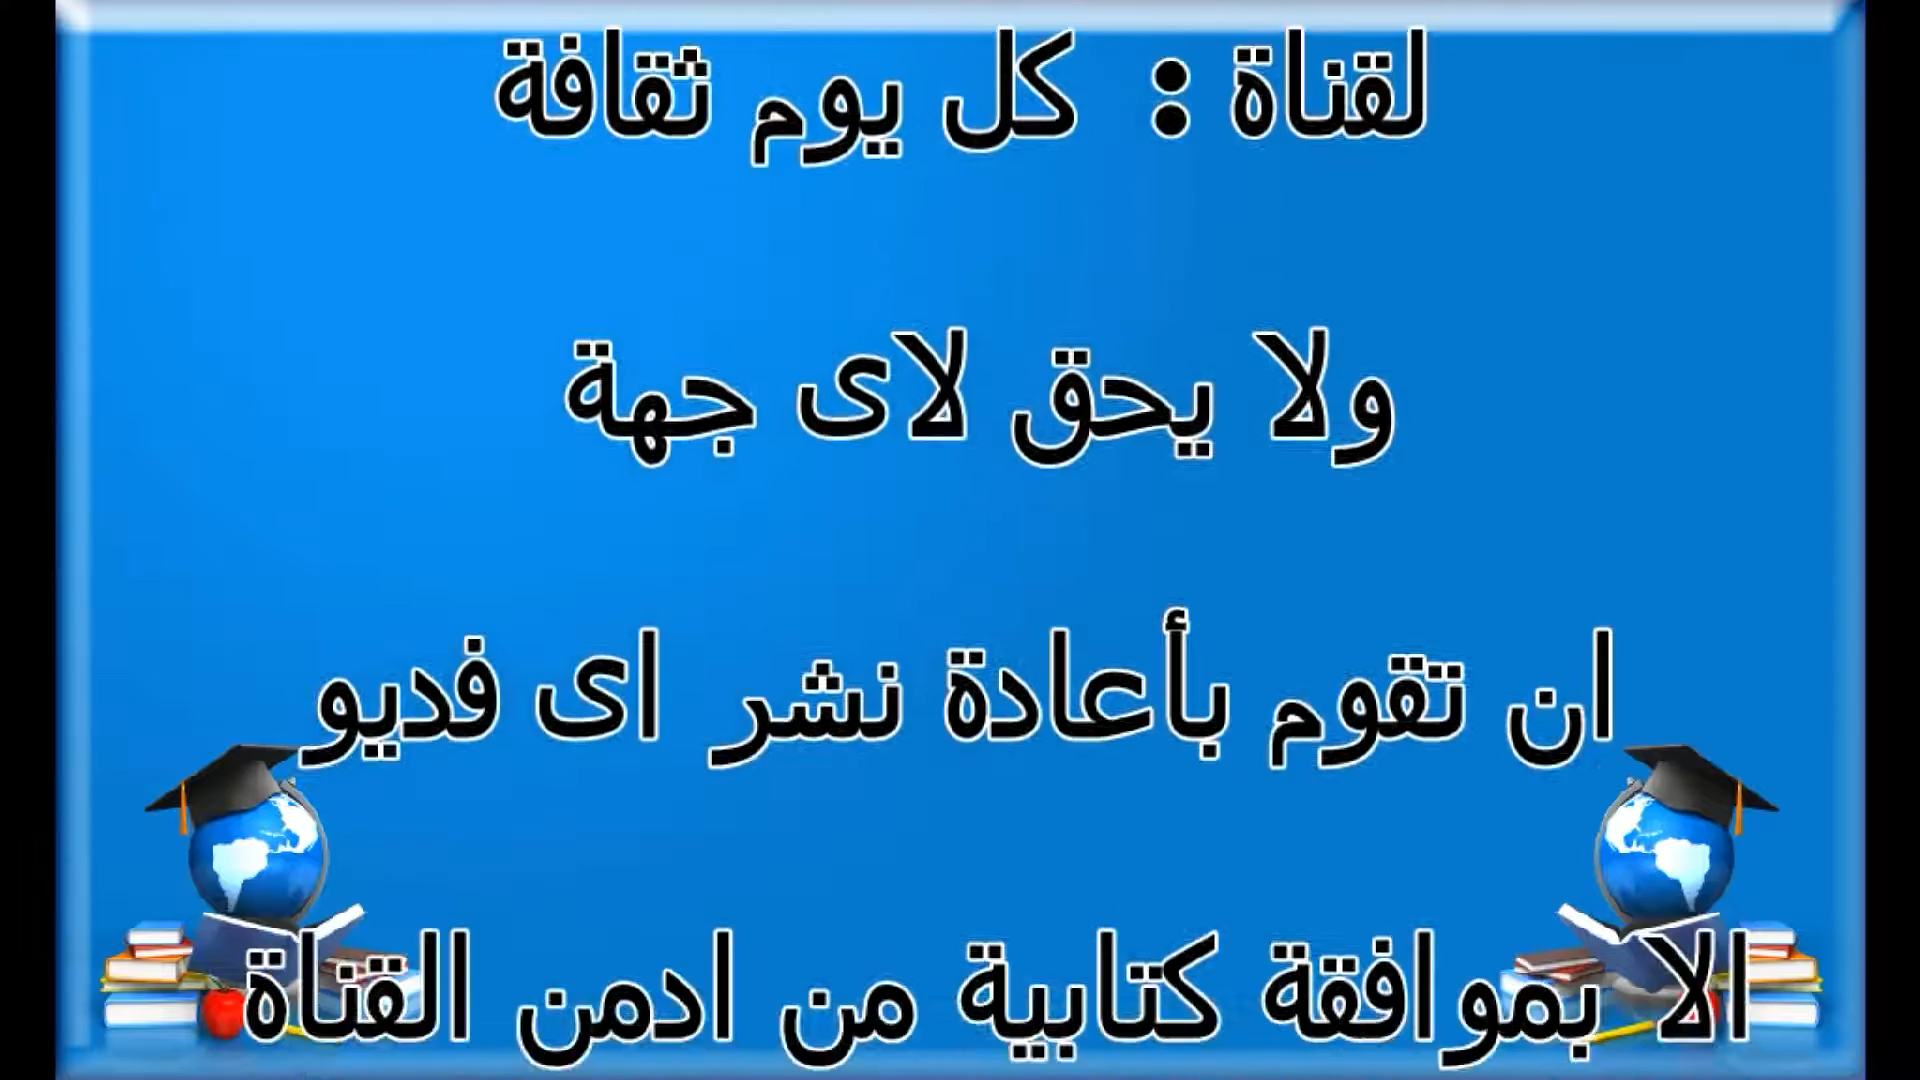 لقناة : كل يوم ثقافة
ولا يحق لاى جهة
ان تقوم بأعادة نشر اى فديو
الا بموافقة كتابية من ادمن القناة